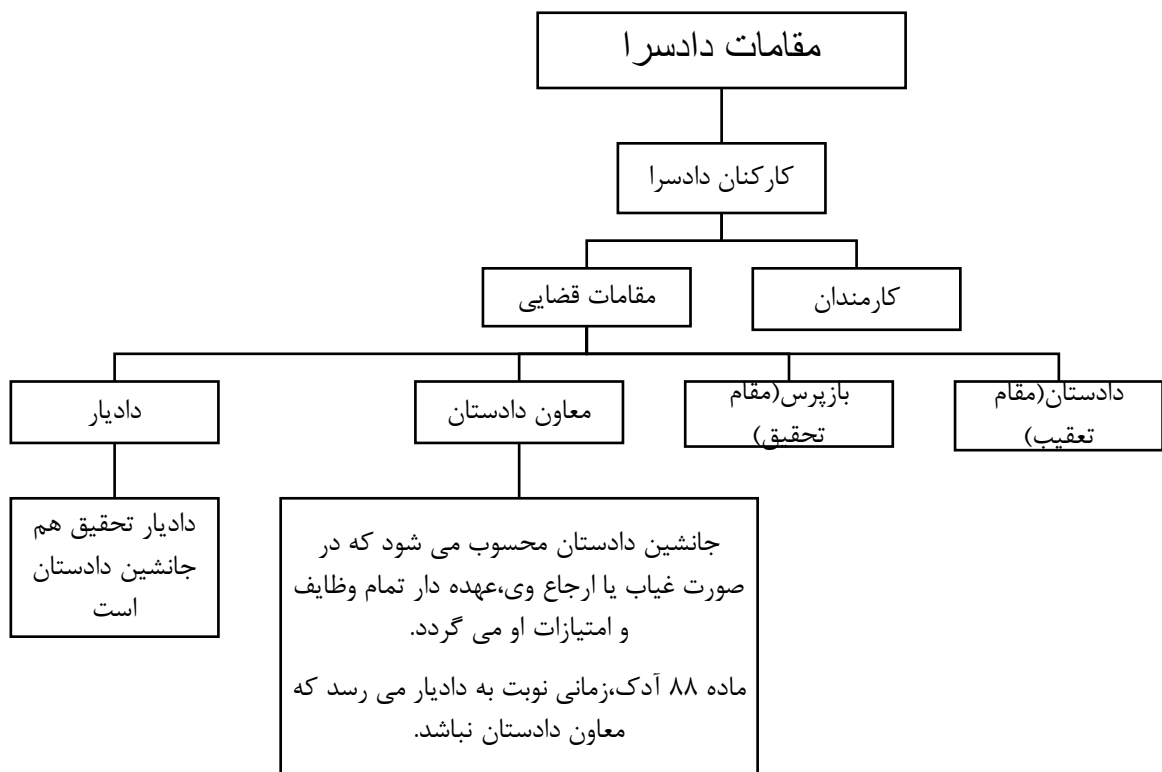 مقامات دادسرا
کارکنان دادسرا
کارمندان
مقامات قضایی
دادستان(مقام
تعقیب)
بازپرس(مقام
تحقیق)
معاون دادستان
دادیار
جانشین دادستان محسوب می شود که در
صورت غیاب یا ارجاع وی،عهده دار تمام وظایف
و امتیازات او می گردد.
ماده ۸۸ آدک،زمانی نوبت به دادیار می رسد که
معاون دادستان نباشد.
دادیار تحقیق هم
جانشین دادستان
است